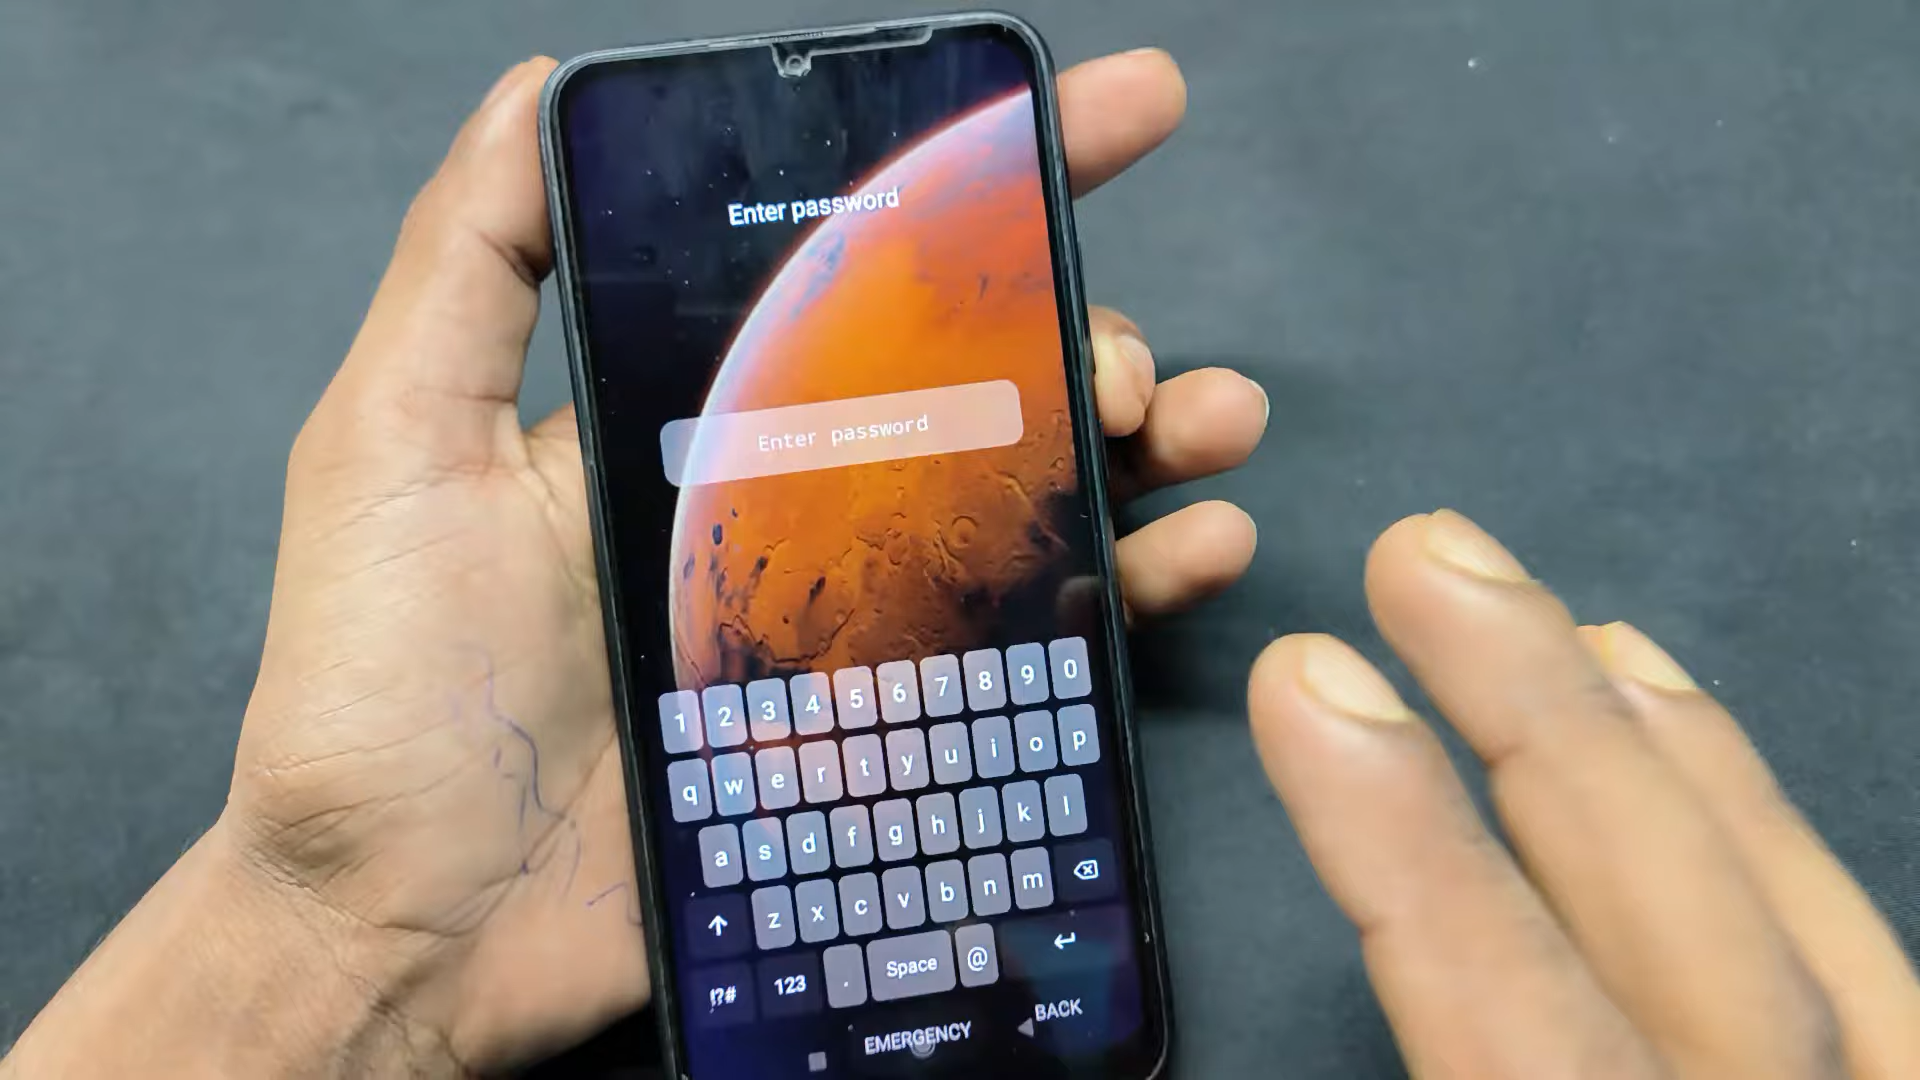 Enter password
Enter password
1 2 3 4 5 6 7 8 9 0
q w e r t y u i o p
a s d f g h j k l
z x c v b n m
!?# 123 . Space @
EMERGENCY BACK